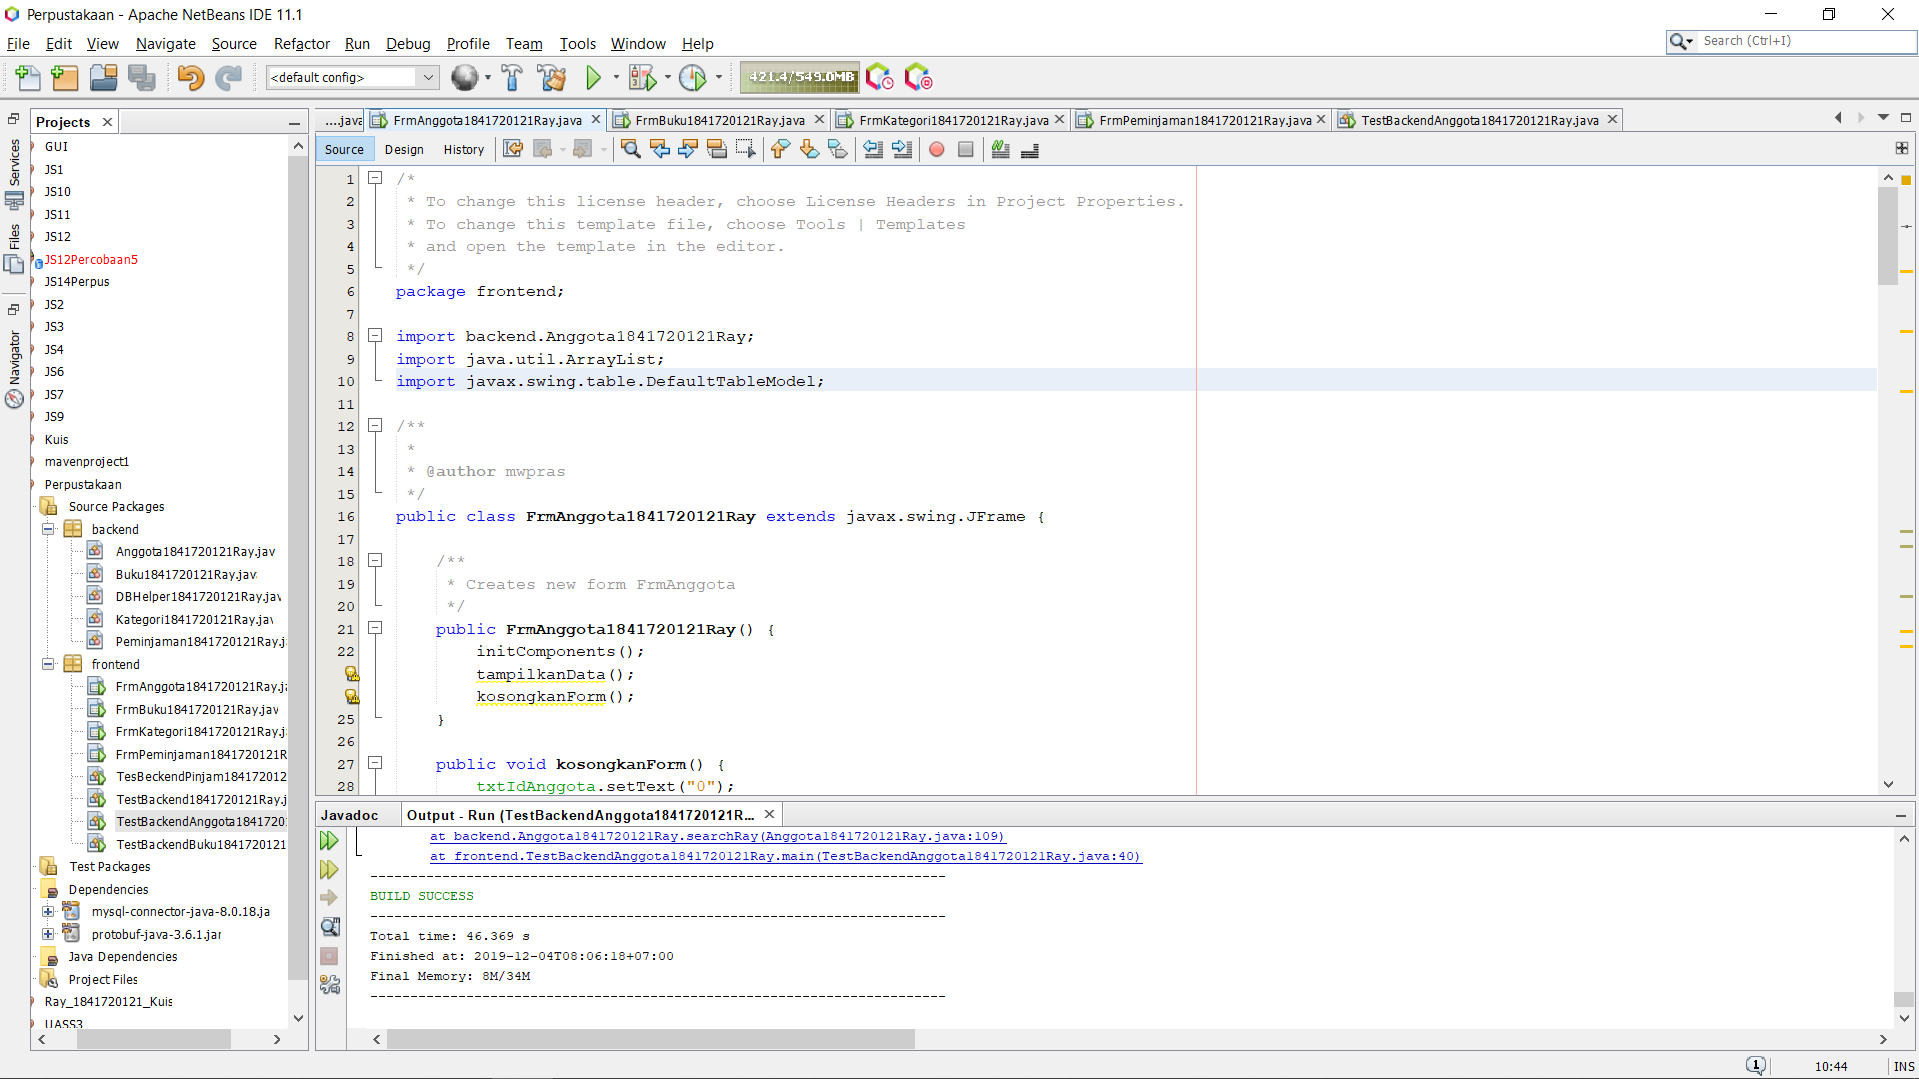 Perpustakaan - Apache NetBeans IDE 11.1
File Edit View Navigate Source Refactor Run Debug Profile Team Tools Window Help
Search (Ctrl+I)
<default config>
421.4/549.0MB
Projects
Services
Files
Navigator
GUI
JS1
JS10
JS11
JS12
JS12Percobaan5
JS14Perpus
JS2
JS3
JS4
JS6
JS7
JS9
Kuis
mavenproject1
Perpustakaan
Source Packages
backend
Anggota1841720121Ray.jav
Buku1841720121Ray.jav
DBHelper1841720121Ray.jav
Kategori1841720121Ray.jav
Peminjaman1841720121Ray.j
frontend
FrmAnggota1841720121Ray.ja
FrmBuku1841720121Ray.jav
FrmKategori1841720121Ray.ja
FrmPeminjaman1841720121R
TesBeckendPinjam184172012
TestBackend1841720121Ray.j
TestBackendAnggota1841720
TestBackendBuku1841720121
Test Packages
Dependencies
mysql-connector-java-8.0.18.ja
protobuf-java-3.6.1.jar
Java Dependencies
Project Files
Ray_1841720121_Kuis
UASS3
....java FrmAnggota1841720121Ray.java FrmBuku1841720121Ray.java FrmKategori1841720121Ray.java FrmPeminjaman1841720121Ray.java TestBackendAnggota1841720121Ray.java
Source Design History
1 /*
2 * To change this license header, choose License Headers in Project Properties.
3 * To change this template file, choose Tools | Templates
4 * and open the template in the editor.
5 */
6 package frontend;
7
8 import backend.Anggota1841720121Ray;
9 import java.util.ArrayList;
10 import javax.swing.table.DefaultTableModel;
11
12 /**
13 *
14 * @author mwpras
15 */
16 public class FrmAnggota1841720121Ray extends javax.swing.JFrame {
17
18 /**
19 * Creates new form FrmAnggota
20 */
21 public FrmAnggota1841720121Ray() {
22 initComponents();
tampilkanData();
kosongkanForm();
25 }
26
27 public void kosongkanForm() {
28 txtIdAnggota.setText("0");
Javadoc Output - Run (TestBackendAnggota1841720121R...
at backend.Anggota1841720121Ray.searchRay(Anggota1841720121Ray.java:109)
at frontend.TestBackendAnggota1841720121Ray.main(TestBackendAnggota1841720121Ray.java:40)
------------------------------------------------------------------------
BUILD SUCCESS
------------------------------------------------------------------------
Total time: 46.369 s
Finished at: 2019-12-04T08:06:18+07:00
Final Memory: 8M/34M
------------------------------------------------------------------------
1
10:44 INS